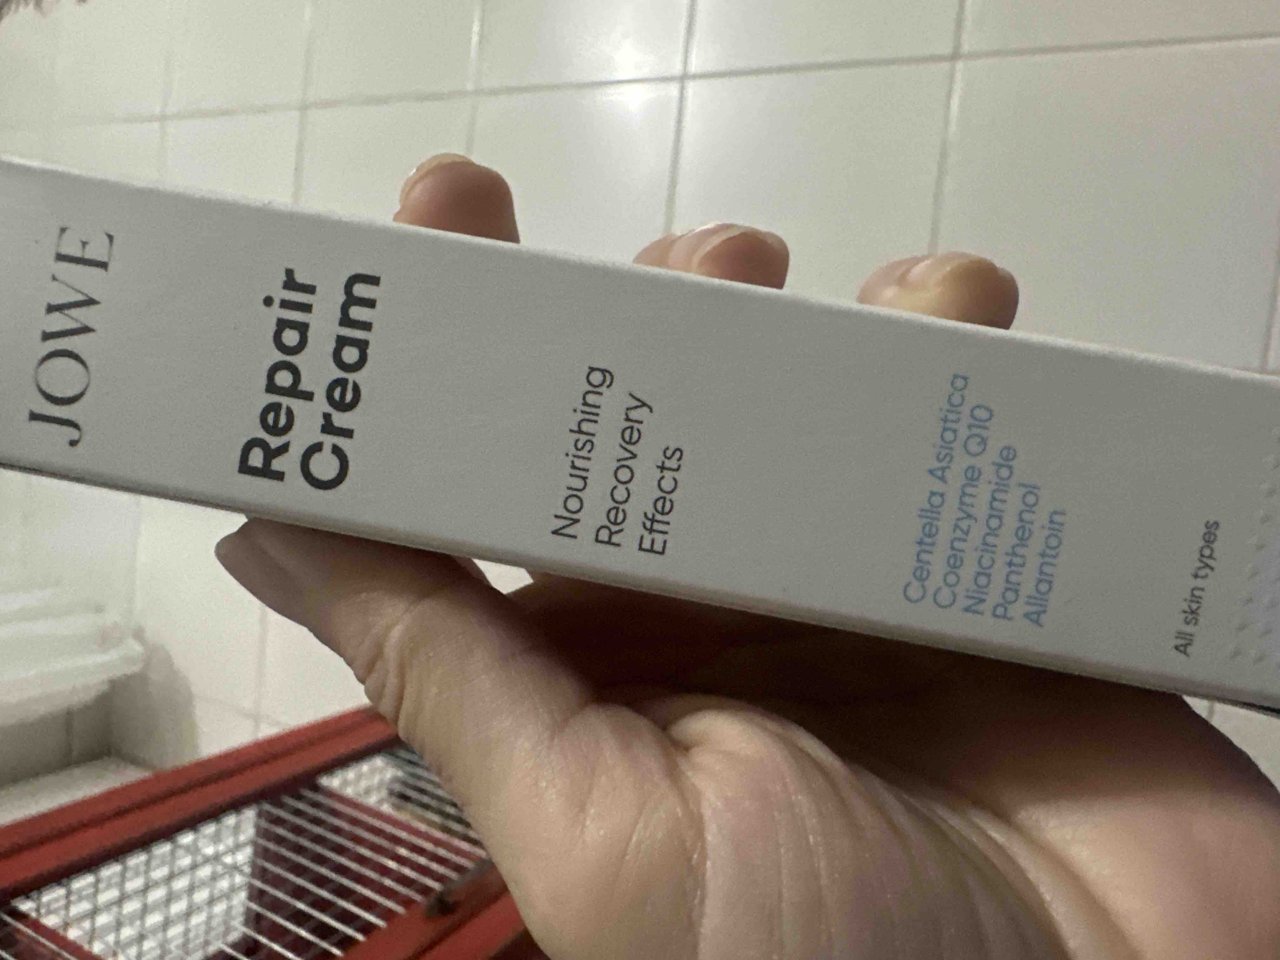 JOWE
Repair
Cream
Nourishing
Recovery
Effects
Centella Asiatica
Coenzyme Q10
Niacinamide
Panthenol
Allantoin
All skin types